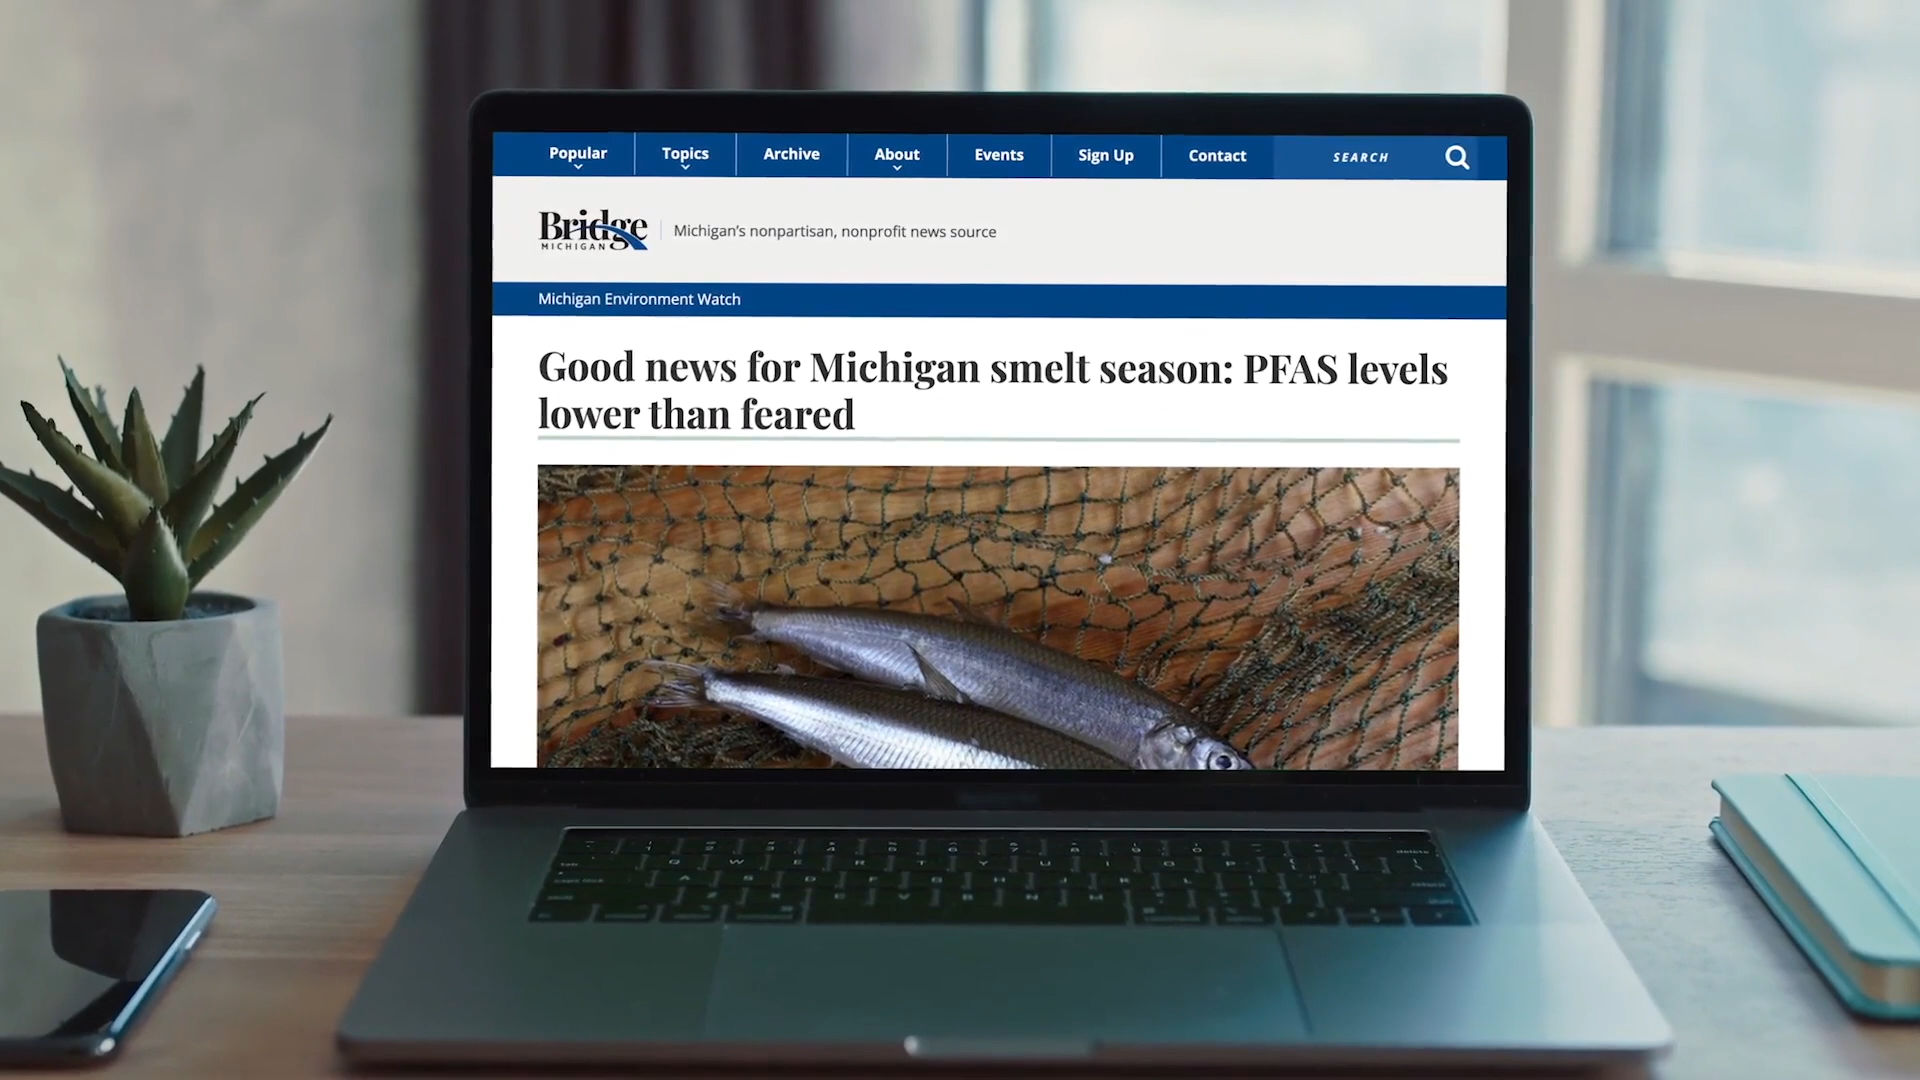 Popular
Topics
Archive
About
Events
Sign Up
Contact
SEARCH
Bridge
MICHIGAN
Michigan's nonpartisan, nonprofit news source
Michigan Environment Watch
Good news for Michigan smelt season: PFAS levels
lower than feared